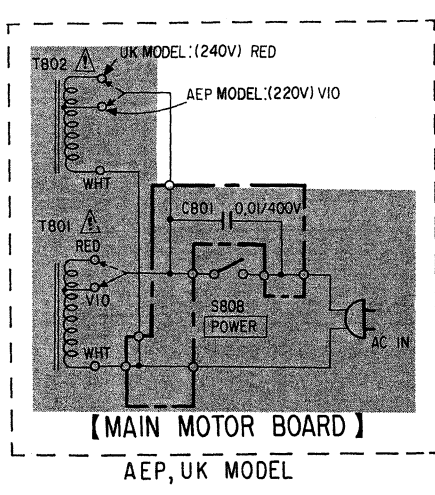 UK MODEL:(240V) RED
T802
AEP MODEL:(220V) VIO
WHT
C801 0.01/400V
T801
RED
VIO
S808
POWER
WHT
AC IN
【MAIN MOTOR BOARD】
AEP, UK MODEL